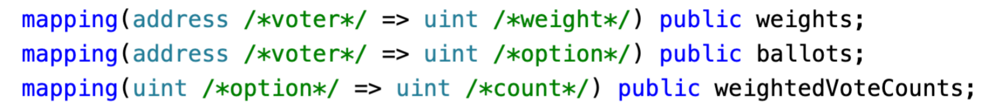 mapping(address /*voter*/ => uint /*weight*/) public weights;
mapping(address /*voter*/ => uint /*option*/) public ballots;
mapping(uint /*option*/ => uint /*count*/) public weightedVoteCounts;